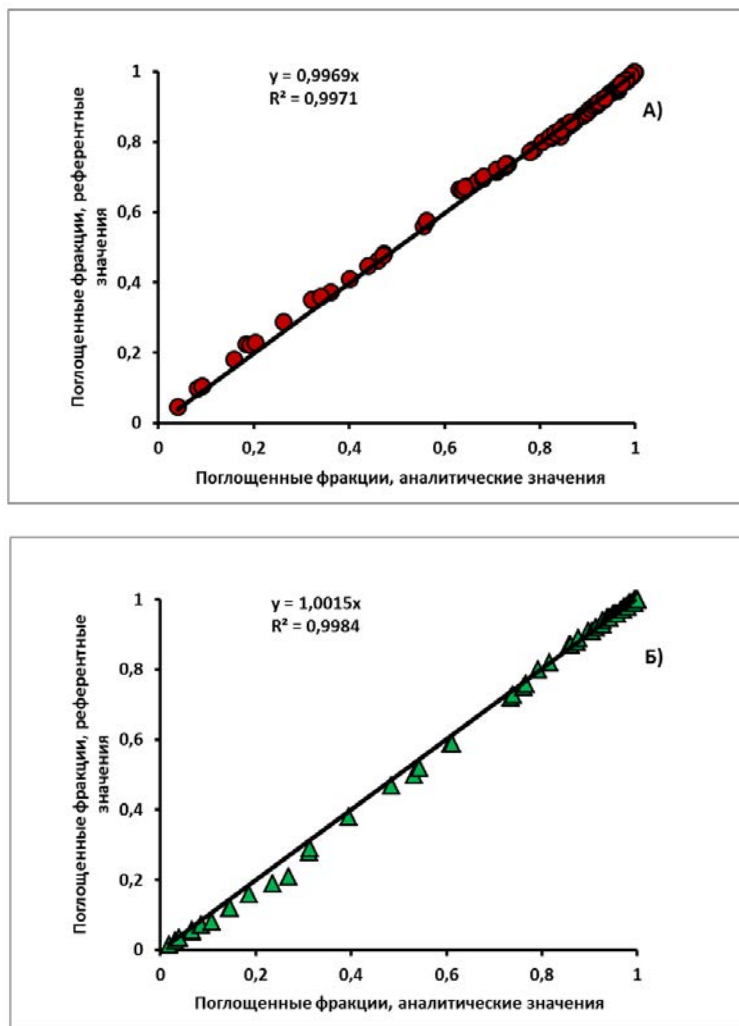 y = 0,9969x
R² = 0,9971
А)
Поглощенные фракции, референтные
значения
1
0,8
0,6
0,4
0,2
0
0
0,2
0,4
0,6
0,8
1
Поглощенные фракции, аналитические значения
y = 1,0015x
R² = 0,9984
Б)
Поглощенные фракции, референтные
значения
1
0,8
0,6
0,4
0,2
0
0
0,2
0,4
0,6
0,8
1
Поглощенные фракции, аналитические значения